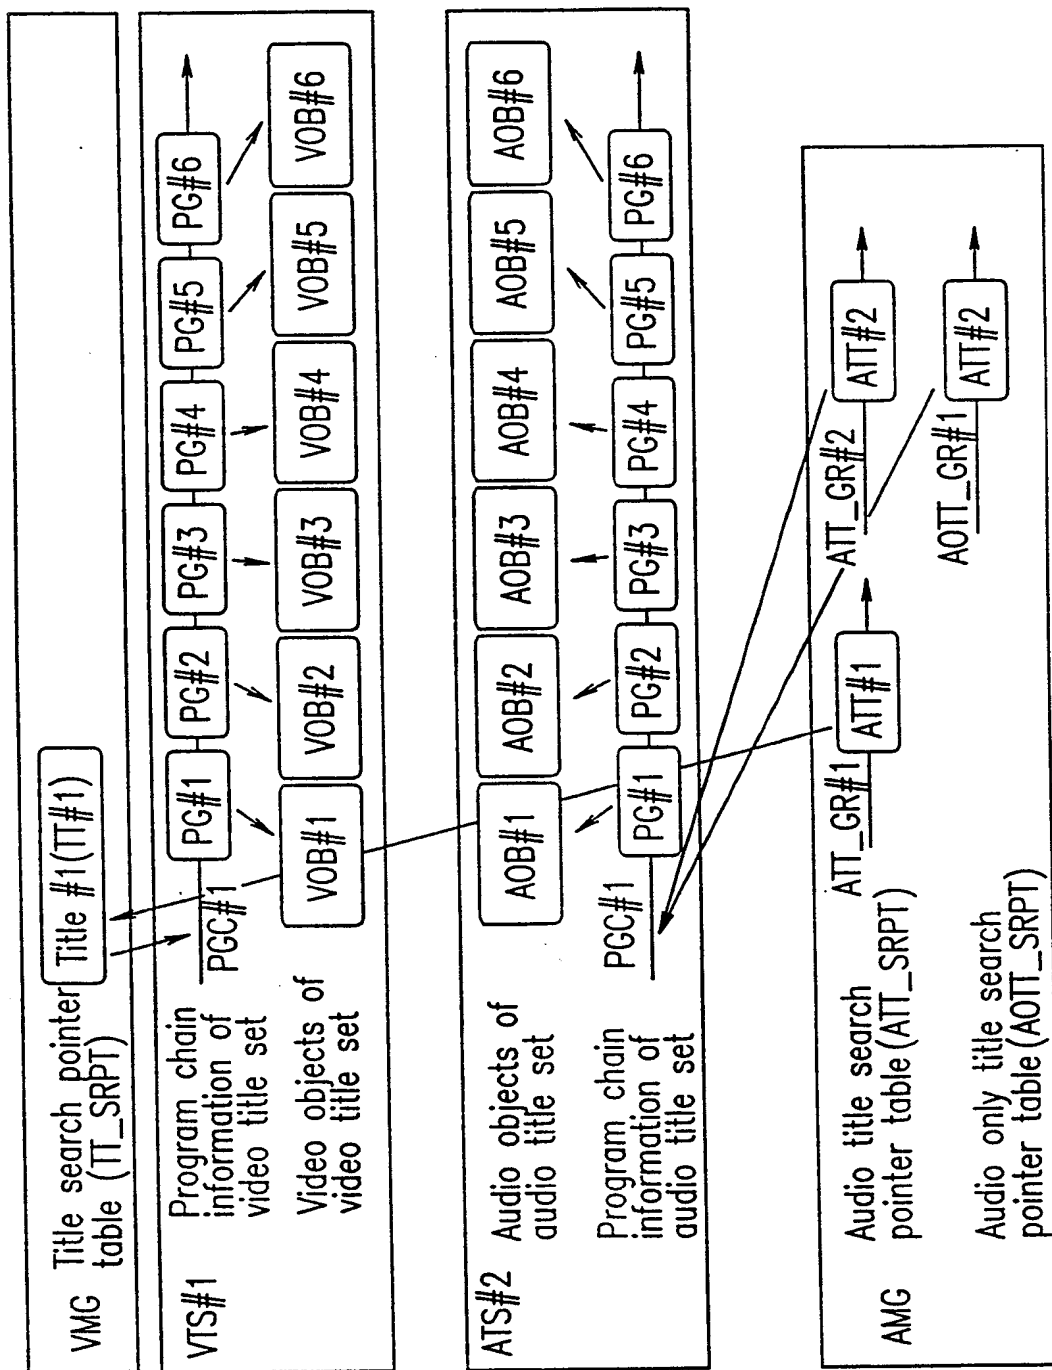 VMG
Title search pointer
table (TT_SRPT)
Title #1(TT#1)
VTS#1
Program chain
information of
video title set
PGC#1
PG#1
PG#2
PG#3
PG#4
PG#5
PG#6
Video objects of
video title set
VOB#1
VOB#2
VOB#3
VOB#4
VOB#5
VOB#6
ATS#2
Audio objects of
audio title set
AOB#1
AOB#2
AOB#3
AOB#4
AOB#5
AOB#6
Program chain
information of
audio title set
PGC#1
PG#1
PG#2
PG#3
PG#4
PG#5
PG#6
AMG
Audio title search
pointer table(ATT_SRPT)
ATT_GR#1
ATT#1
ATT_GR#2
ATT#2
Audio only title search
pointer table(AOTT_SRPT)
AOTT_GR#1
ATT#2